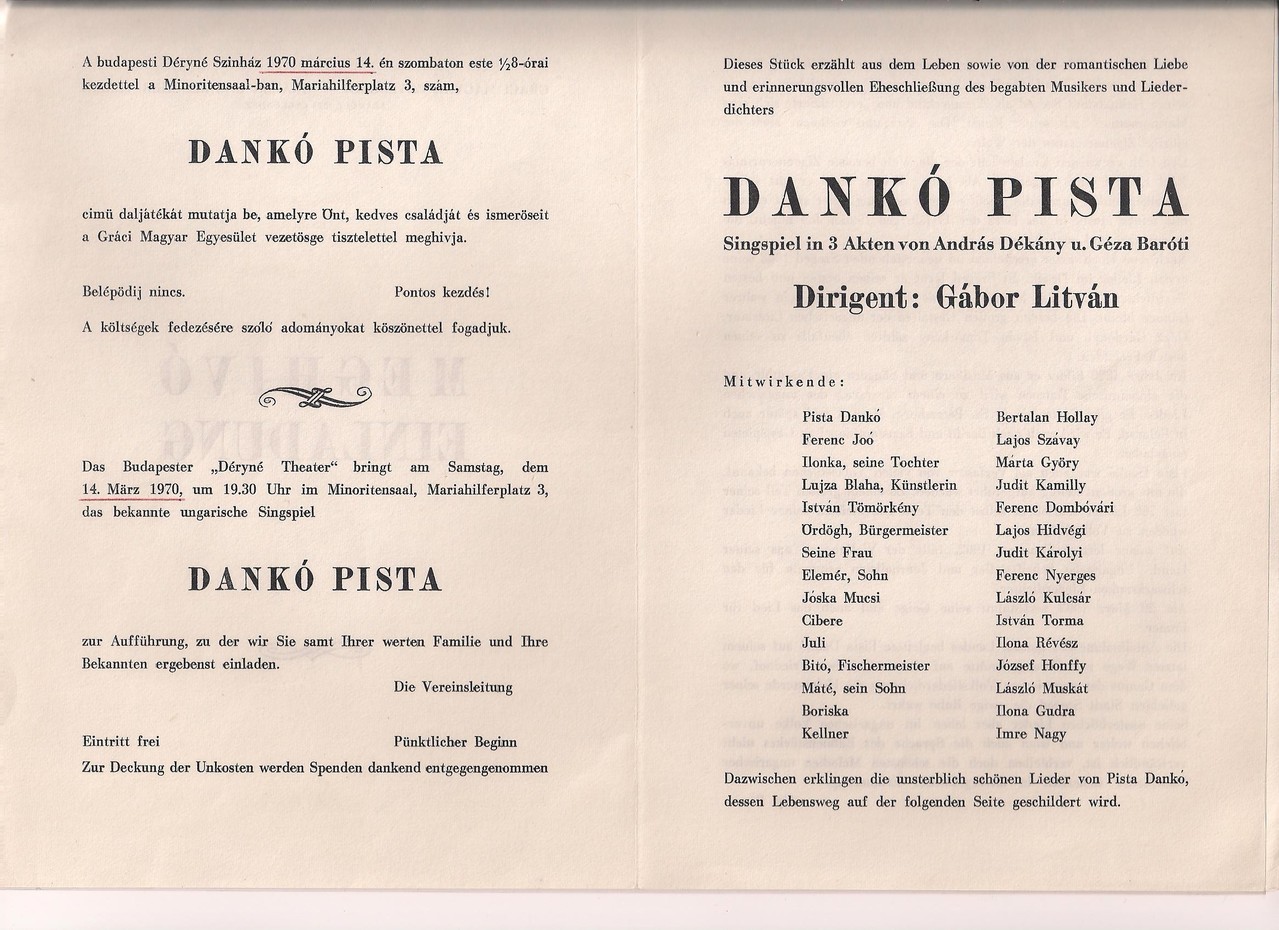 A budapesti Déryné Szinház 1970 március 14. én szombaton este ½8-órai
kezdettel a Minoritensaal-ban, Mariahilferplatz 3, szám,
DANKÓ PISTA
cimü daljátékát mutatja be, amelyre Önt, kedves családját és ismeröseit
a Gráci Magyar Egyesület vezetösge tisztelettel meghivja.
Belépödij nincs. Pontos kezdés!
A költségek fedezésére szóló adományokat köszönettel fogadjuk.
MEGHIVÓ
EINLADUNG
Das Budapester „Déryné Theater“ bringt am Samstag, dem
14. März 1970, um 19.30 Uhr im Minoritensaal, Mariahilferplatz 3,
das bekannte ungarische Singspiel
DANKÓ PISTA
zur Aufführung, zu der wir Sie samt Ihrer werten Familie und Ihre
Bekannten ergebenst einladen.
Die Vereinsleitung
Eintritt frei Pünktlicher Beginn
Zur Deckung der Unkosten werden Spenden dankend entgegengenommen
Dieses Stück erzählt aus dem Leben sowie von der romantischen Liebe
und erinnerungsvollen Eheschließung des begabten Musikers und Lieder-
dichters
DANKÓ PISTA
Singspiel in 3 Akten von András Dékány u. Géza Baróti
Dirigent: Gábor Litván
Mitwirkende:
Pista Dankó Bertalan Hollay
Ferenc Joó Lajos Szávay
Ilonka, seine Tochter Márta Györy
Lujza Blaha, Künstlerin Judit Kamilly
István Tömörkény Ferenc Dombóvári
Ördögh, Bürgermeister Lajos Hidvégi
Seine Frau Judit Károlyi
Elemér, Sohn Ferenc Nyerges
Jóska Mucsi László Kulcsár
Cibere István Torma
Juli Ilona Révész
Bitó, Fischermeister József Honffy
Máté, sein Sohn László Muskát
Boriska Ilona Gudra
Kellner Imre Nagy
Dazwischen erklingen die unsterblich schönen Lieder von Pista Dankó,
dessen Lebensweg auf der folgenden Seite geschildert wird.